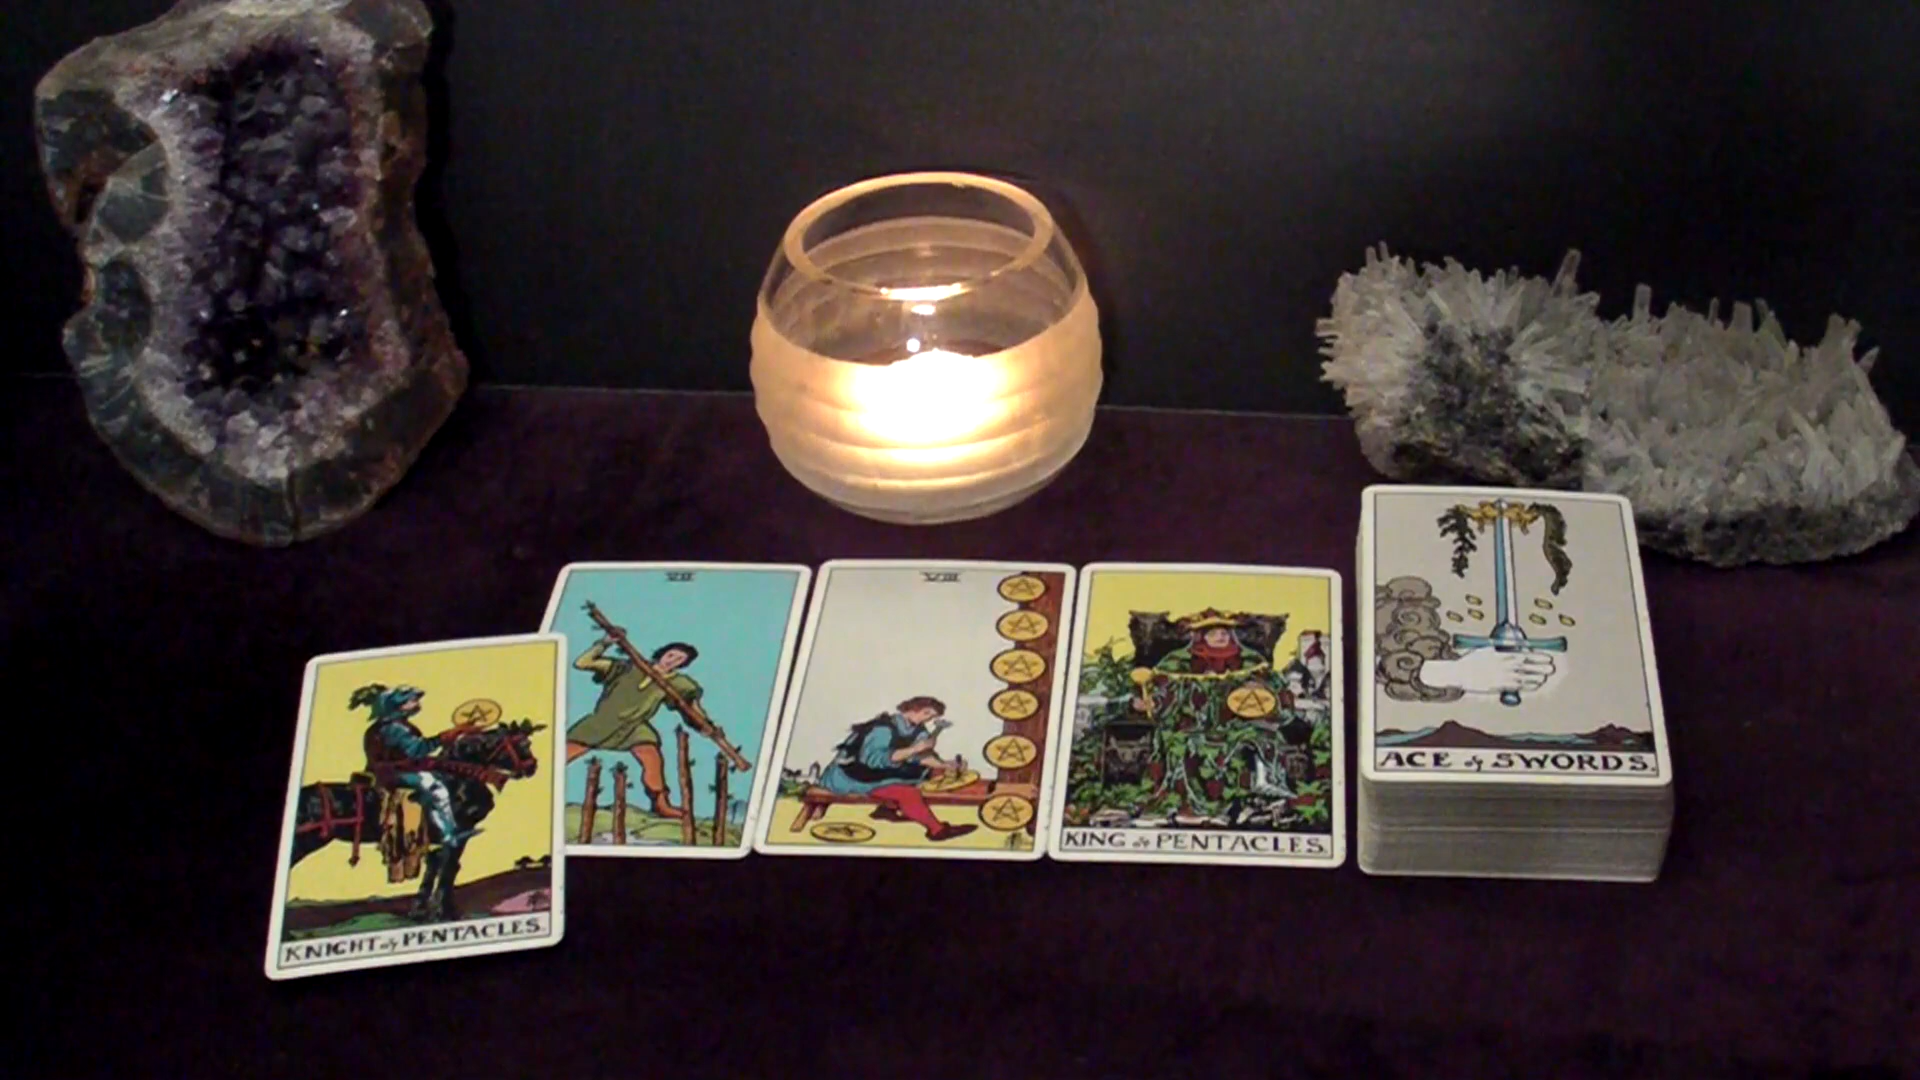 VII
VIII
KNIGHT of PENTACLES.
KING of PENTACLES.
ACE of SWORDS.